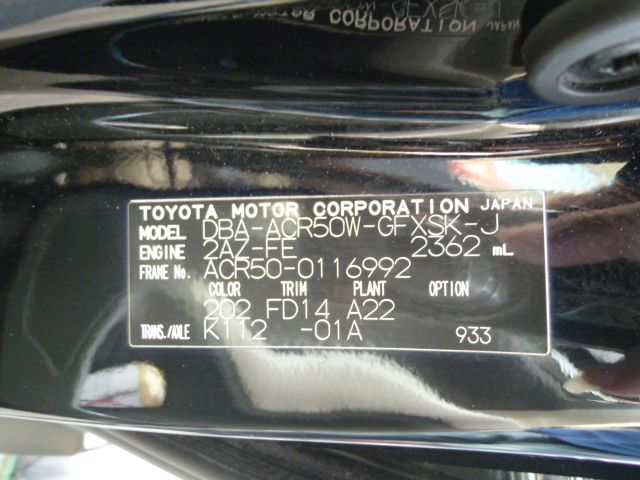 TOYOTA MOTOR CORPORATION JAPAN
MODEL DBA-ACR50W-GFXSK-J
ENGINE 2AZ-FE 2362 mL
FRAME No. ACR50-0116992
COLOR TRIM PLANT OPTION
202 FD14 A22
TRANS./AXLE K112 -01A 933